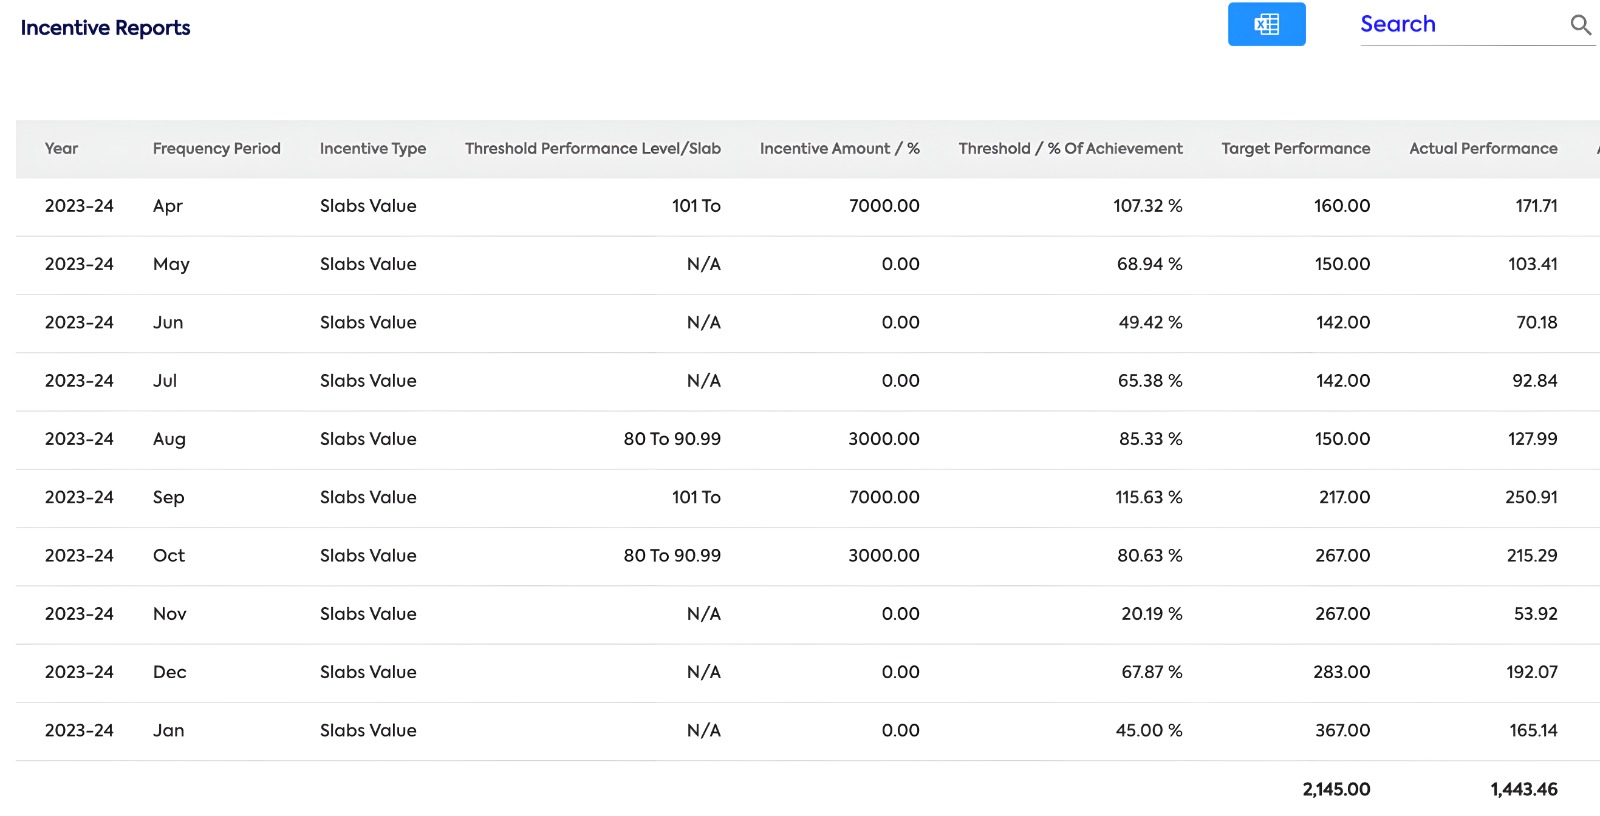 Incentive Reports
Search
Year Frequency Period Incentive Type Threshold Performance Level/Slab Incentive Amount / % Threshold / % Of Achievement Target Performance Actual Performance
2023-24 Apr Slabs Value 101 To 7000.00 107.32 % 160.00 171.71
2023-24 May Slabs Value N/A 0.00 68.94 % 150.00 103.41
2023-24 Jun Slabs Value N/A 0.00 49.42 % 142.00 70.18
2023-24 Jul Slabs Value N/A 0.00 65.38 % 142.00 92.84
2023-24 Aug Slabs Value 80 To 90.99 3000.00 85.33 % 150.00 127.99
2023-24 Sep Slabs Value 101 To 7000.00 115.63 % 217.00 250.91
2023-24 Oct Slabs Value 80 To 90.99 3000.00 80.63 % 267.00 215.29
2023-24 Nov Slabs Value N/A 0.00 20.19 % 267.00 53.92
2023-24 Dec Slabs Value N/A 0.00 67.87 % 283.00 192.07
2023-24 Jan Slabs Value N/A 0.00 45.00 % 367.00 165.14
2,145.00 1,443.46